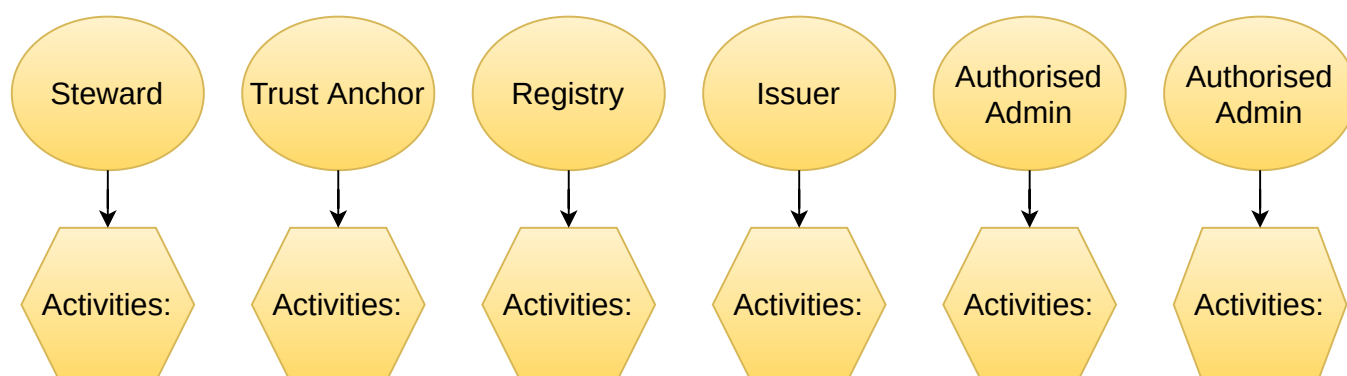 Steward
Trust Anchor
Registry
Issuer
Authorised
Admin
Authorised
Admin
Activities:
Activities:
Activities:
Activities:
Activities:
Activities: